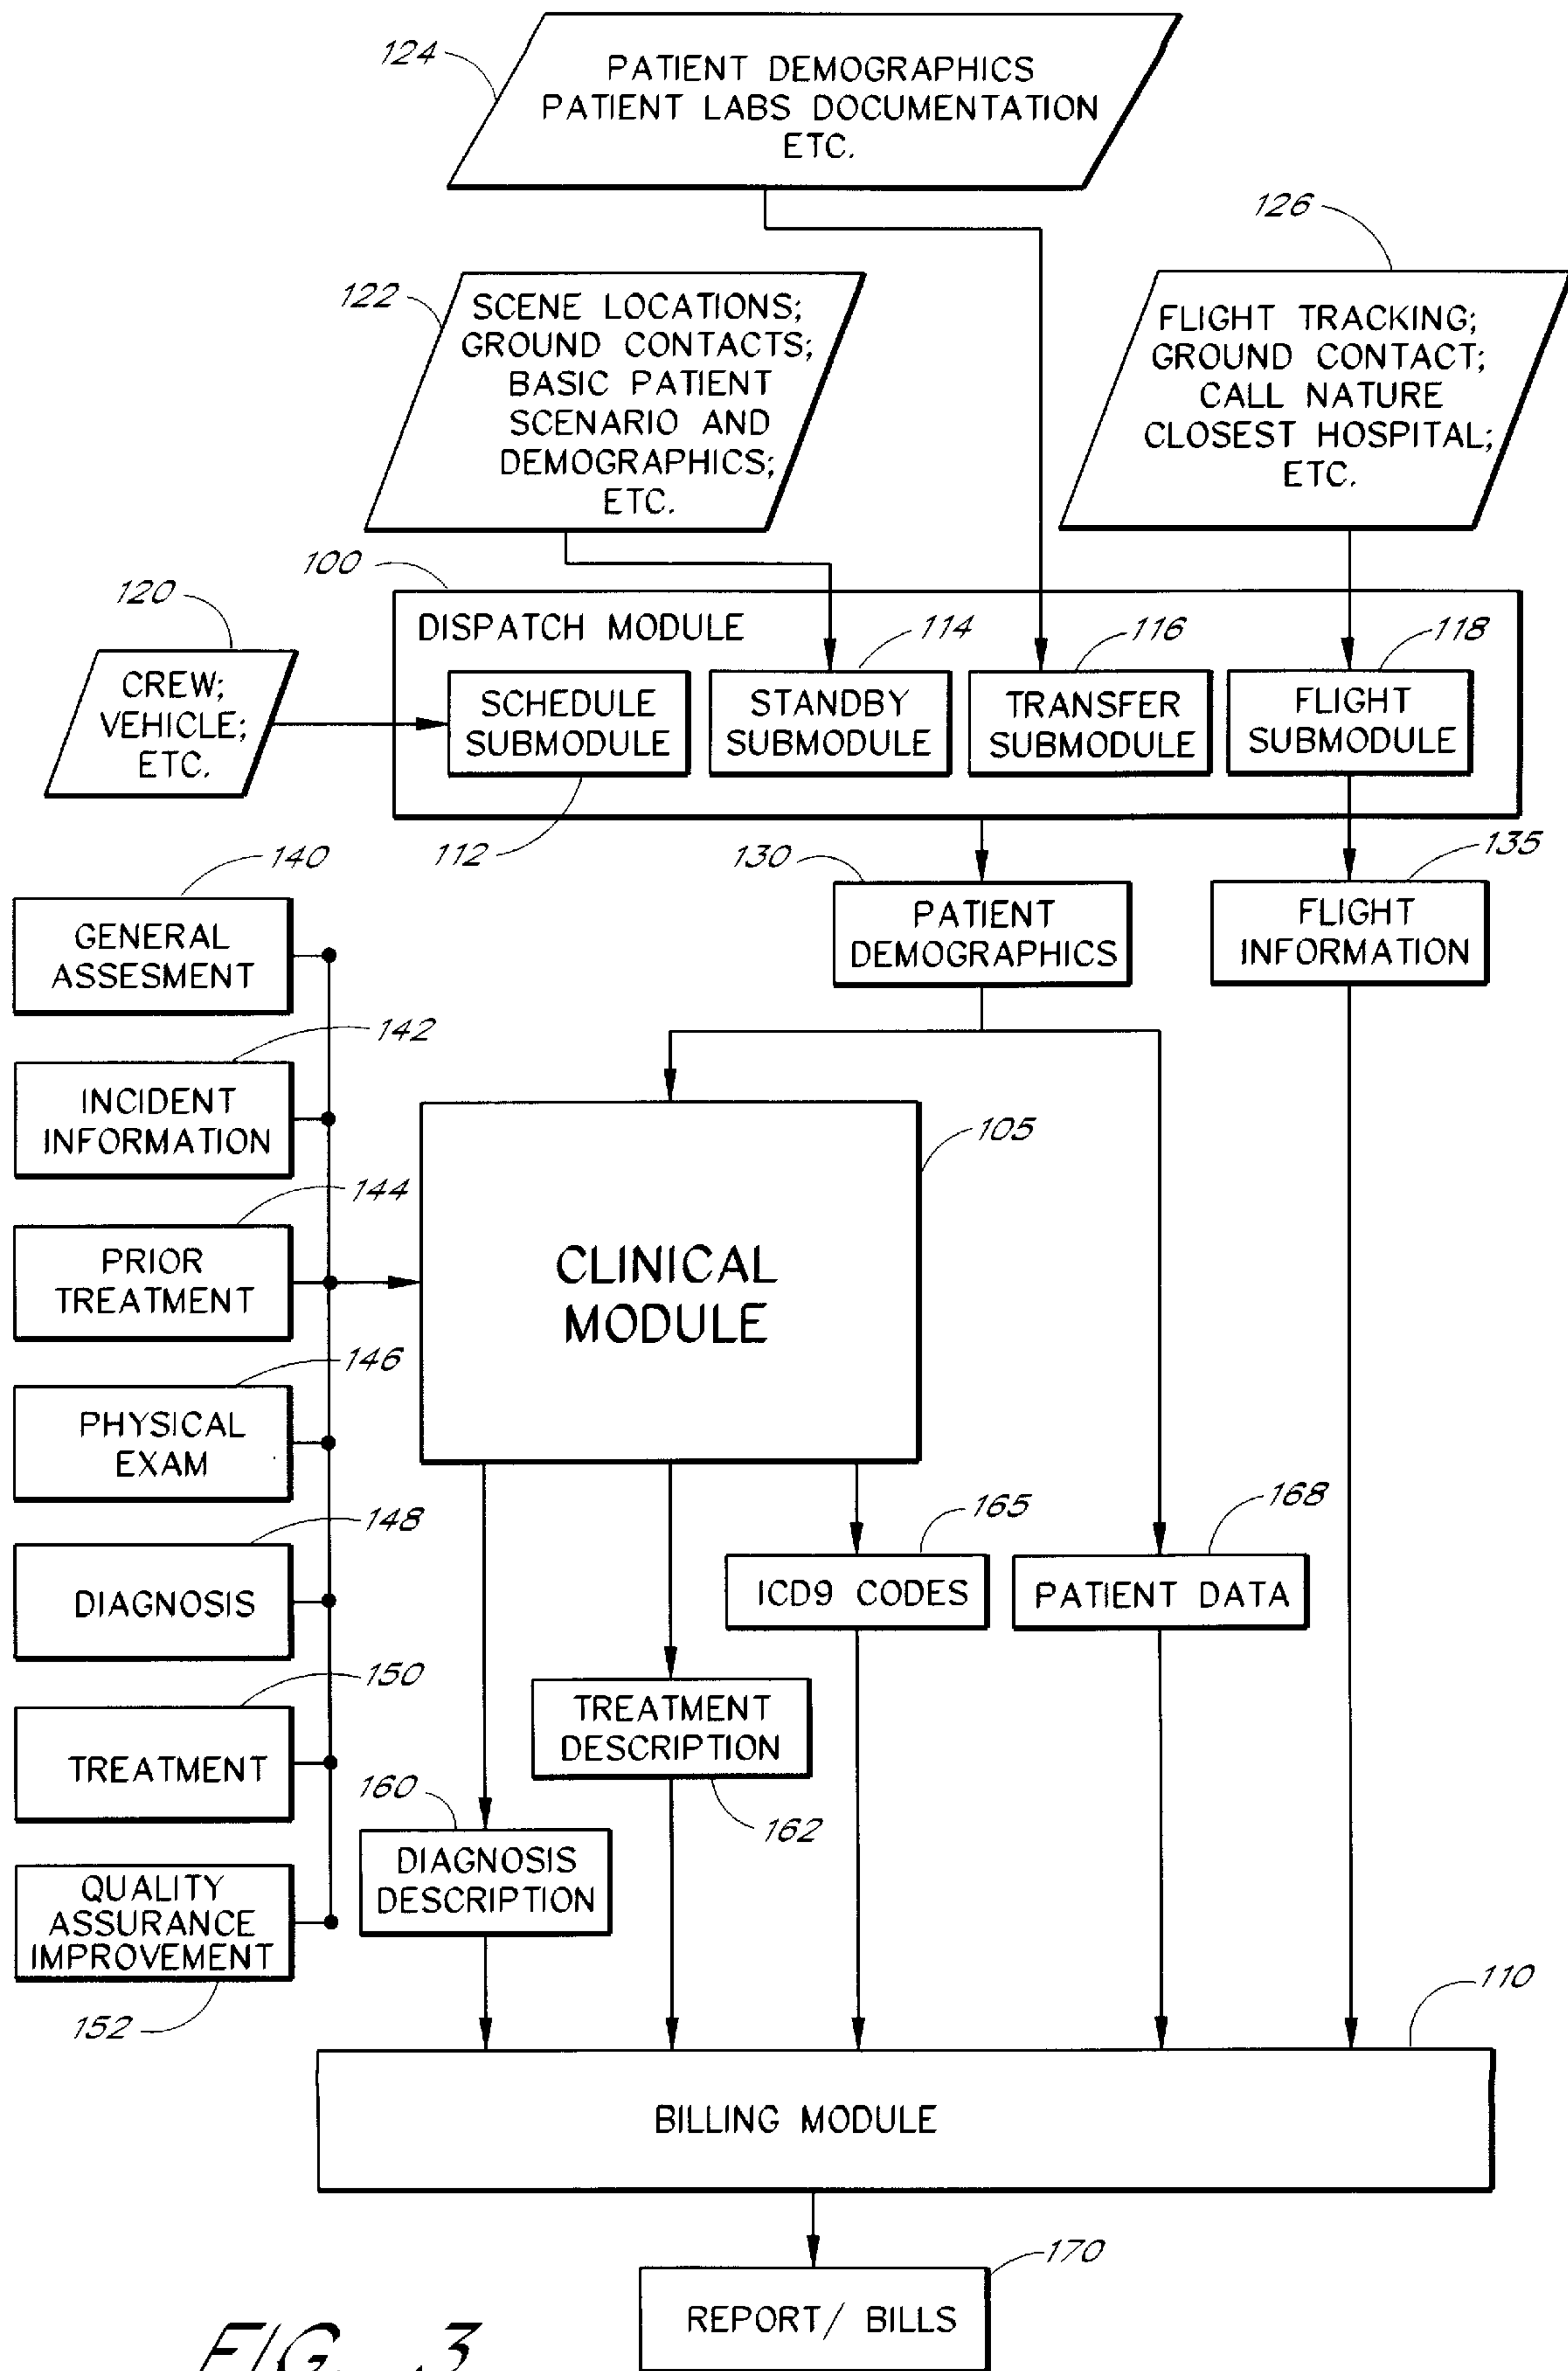 124
PATIENT DEMOGRAPHICS
PATIENT LABS DOCUMENTATION
ETC.
126
122
SCENE LOCATIONS;
GROUND CONTACTS;
BASIC PATIENT
SCENARIO AND
DEMOGRAPHICS;
ETC.
FLIGHT TRACKING;
GROUND CONTACT;
CALL NATURE
CLOSEST HOSPITAL;
ETC.
100
120
CREW;
VEHICLE;
ETC.
DISPATCH MODULE
114
116
118
SCHEDULE
SUBMODULE
STANDBY
SUBMODULE
TRANSFER
SUBMODULE
FLIGHT
SUBMODULE
112
130
135
PATIENT
DEMOGRAPHICS
FLIGHT
INFORMATION
140
GENERAL
ASSESMENT
142
INCIDENT
INFORMATION
105
CLINICAL
MODULE
144
PRIOR
TREATMENT
146
PHYSICAL
EXAM
148
DIAGNOSIS
165
ICD9 CODES
168
PATIENT DATA
150
TREATMENT
TREATMENT
DESCRIPTION
162
160
DIAGNOSIS
DESCRIPTION
QUALITY
ASSURANCE
IMPROVEMENT
152
110
BILLING MODULE
170
REPORT/ BILLS
FIG. 3